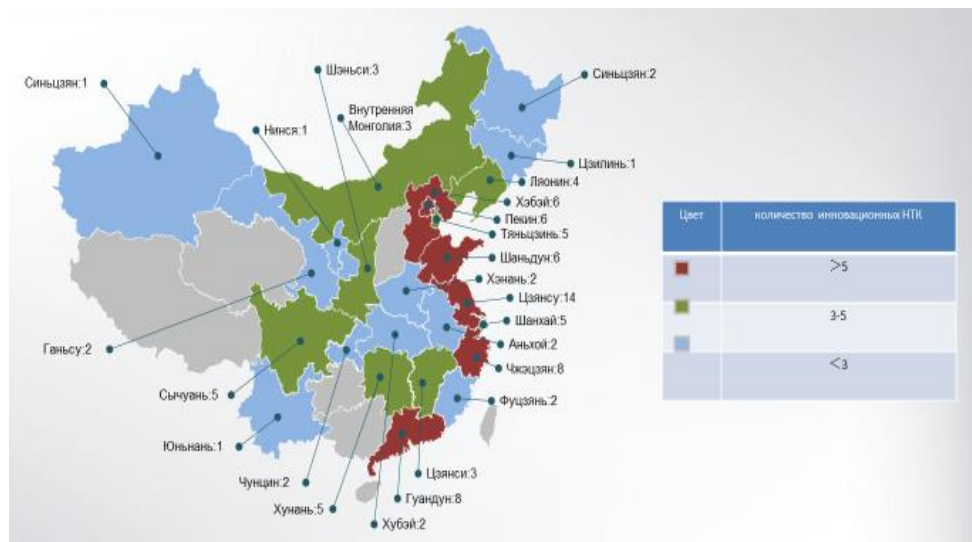 Шэньси:3
Синьцзян:2
Синьцзян:1
Внутренняя
Монголия:3
Нинся:1
Цзилинь:1
Ляонин:4
Хэбэй:6
Пекин:6
Тяньцзинь:5
Шаньдун:6
Хэнань:2
Цзянсу:14
Шанхай:5
Аньхой:2
Ганьсу:2
Чжэцзян:8
Сычуань:5
Фуцзянь:2
Юньнань:1
Цзянси:3
Чунцин:2
Гуандун:8
Хунань:5
Хубэй:2
Цвет количество инновационных НТК
>5
3-5
<3